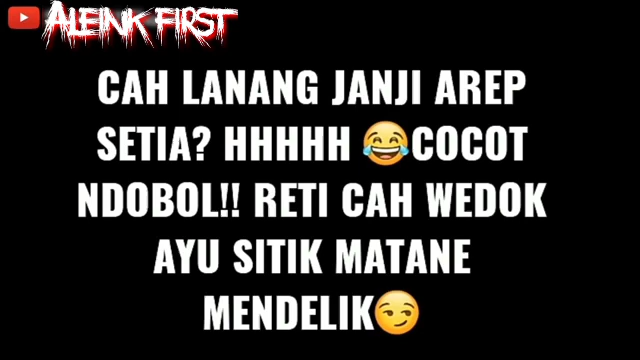 ALEINK FIRST
CAH LANANG JANJI AREP
SETIA? HHHHH 😂COCOT
NDOBOL!! RETI CAH WEDOK
AYU SITIK MATANE
MENDELIK😏